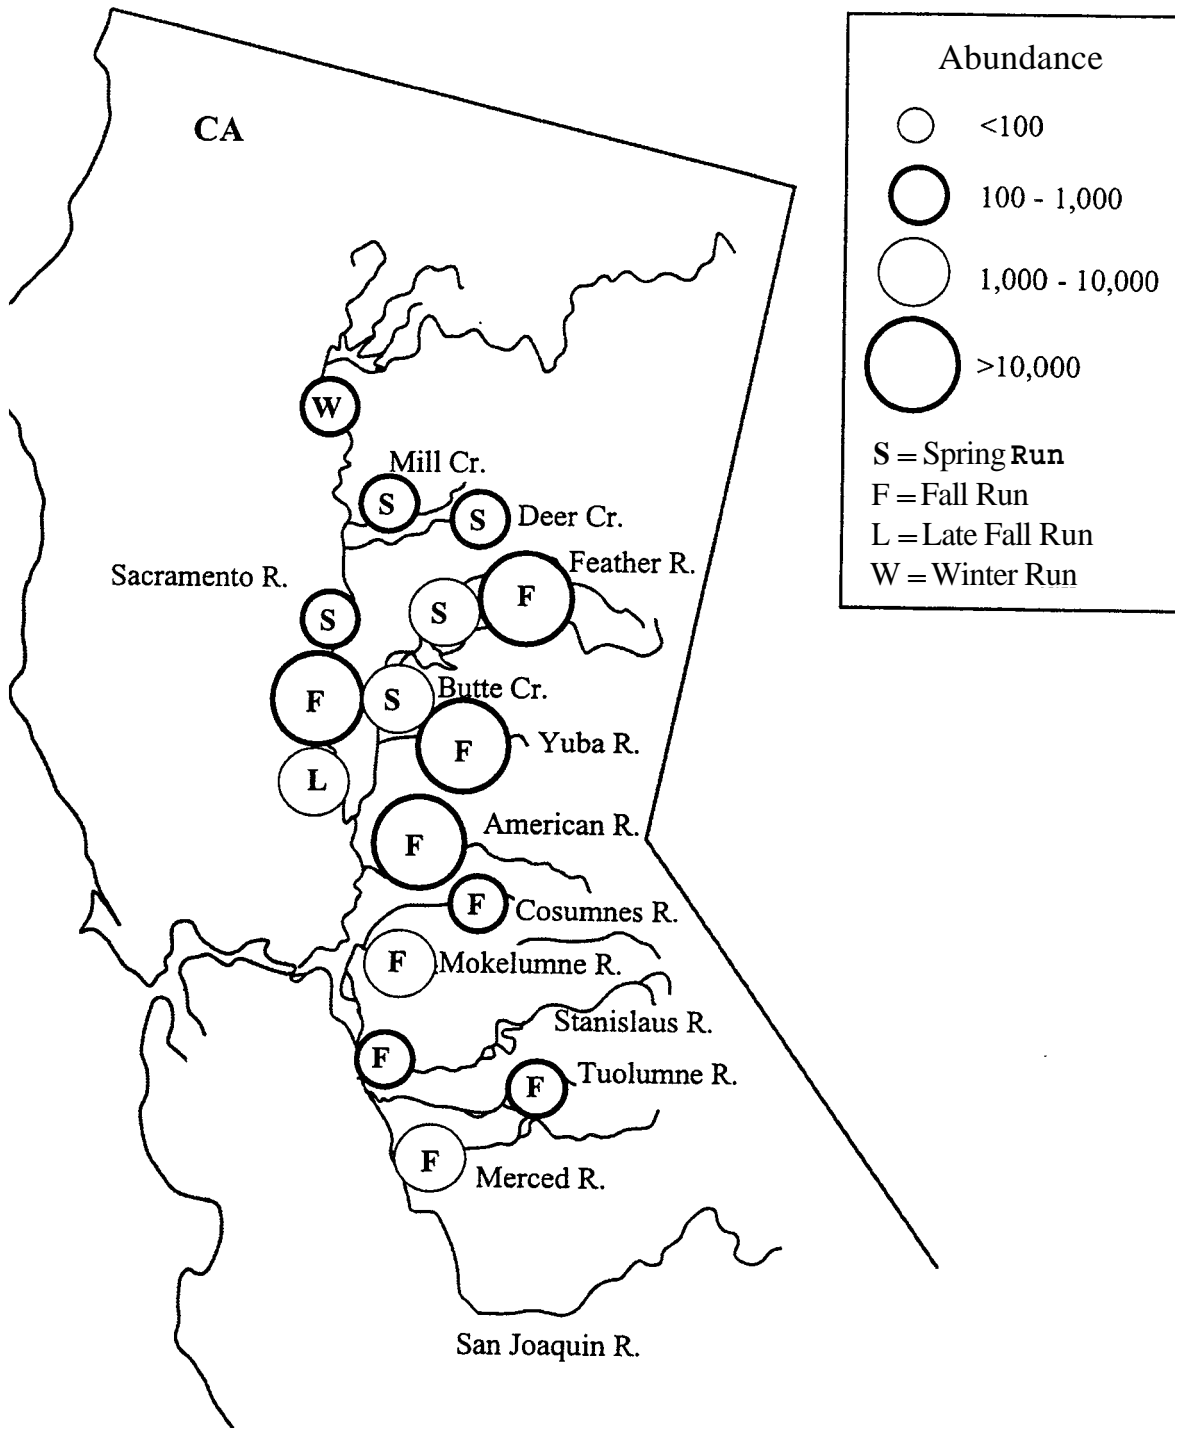 CA
Abundance
<100
100 - 1,000
1,000 - 10,000
>10,000
S = Spring Run
F = Fall Run
L = Late Fall Run
W = Winter Run
W
Mill Cr.
S
S
Deer Cr.
Feather R.
Sacramento R.
S
S
F
F
S
Butte Cr.
F
Yuba R.
L
F
American R.
F
Cosumnes R.
F
Mokelumne R.
Stanislaus R.
F
F
Tuolumne R.
F
Merced R.
San Joaquin R.